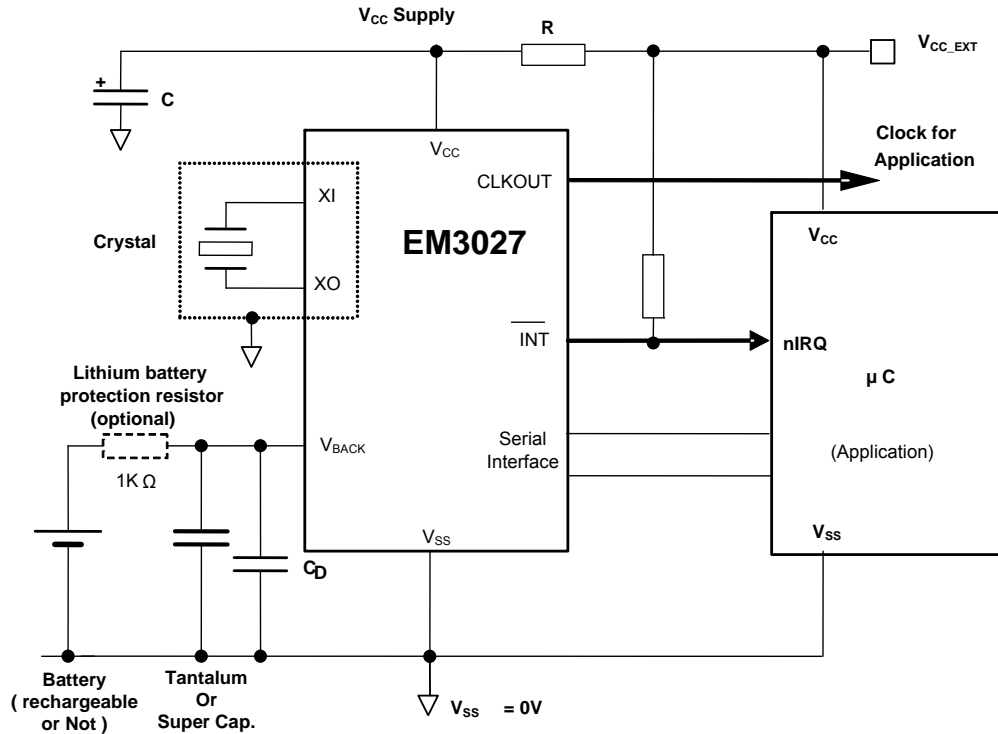 VCC Supply
R
VCC_EXT
+
C
Clock for
Application
VCC
CLKOUT
XI
VCC
Crystal
EM3027
XO
INT
nIRQ
µ C
Lithium battery
protection resistor
(optional)
VBACK
Serial
Interface
(Application)
1K Ω
VSS
VSS
CD
Battery
( rechargeable
or Not )
Tantalum
Or
Super Cap.
VSS = 0V